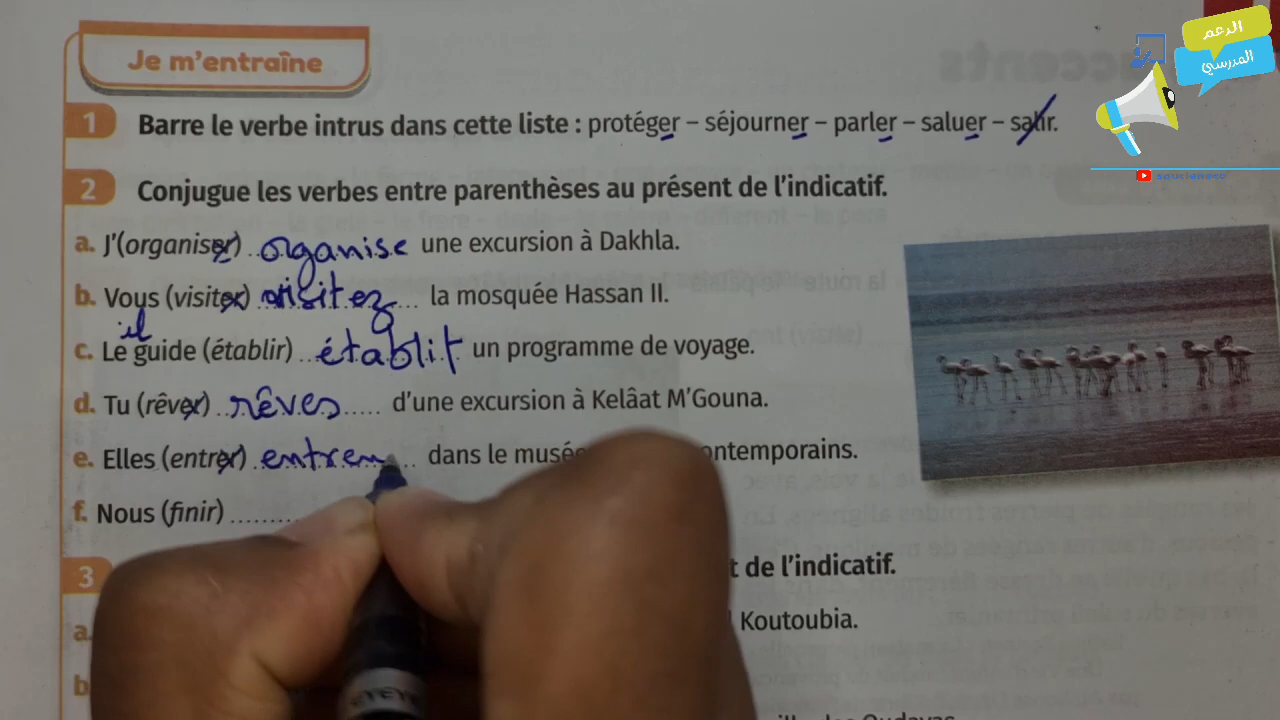 Je m'entraîne
الدعم
المدرسي
1 Barre le verbe intrus dans cette liste : protéger – séjourner – parler – saluer – salir.
2 Conjugue les verbes entre parenthèses au présent de l'indicatif.
a. J'(organiser) organise une excursion à Dakhla.
b. Vous (visiter) visitez la mosquée Hassan II.
il
c. Le guide (établir) établit un programme de voyage.
d. Tu (rêver) rêves d'une excursion à Kelâat M'Gouna.
e. Elles (entrer) entren dans le musée ontemporains.
f. Nous (finir)
3 t de l'indicatif.
a. Koutoubia.
b